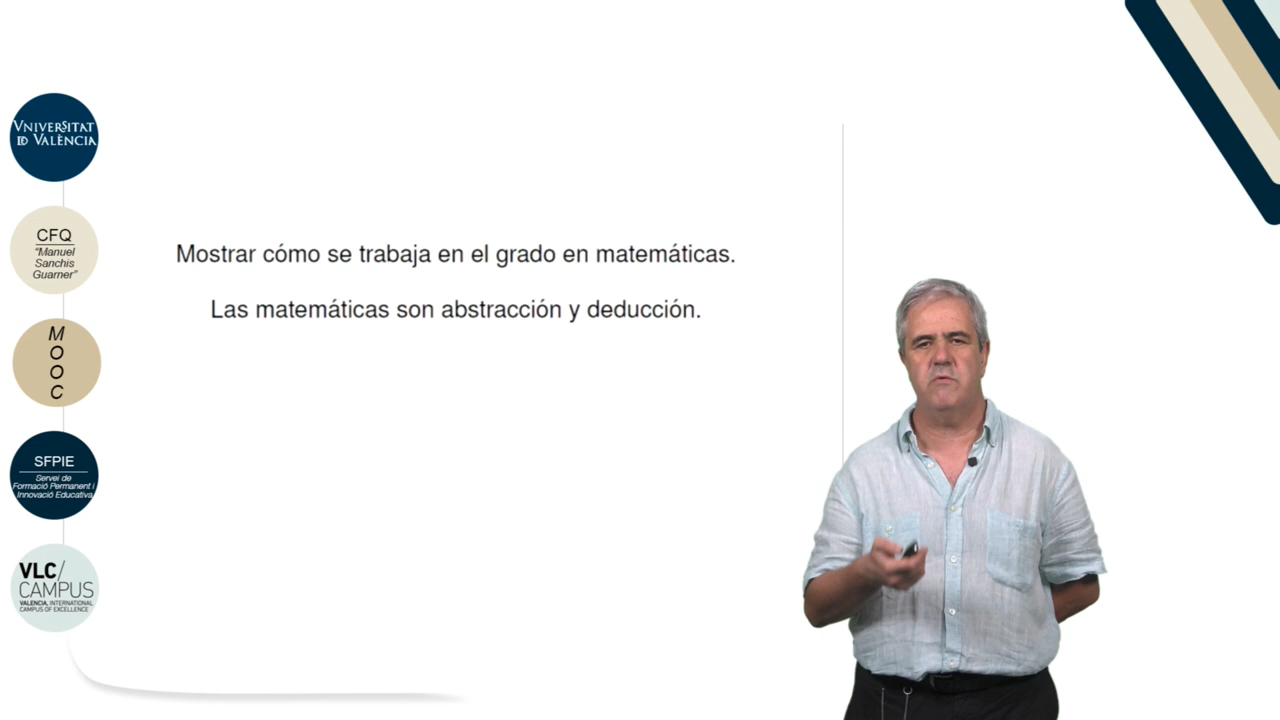 VNIVERSITAT
ID VALÈNCIA
CFQ
"Manuel
Sanchis
Guarner"
M
O
O
C
SFPIE
Servei de
Formació Permanent i
Innovació Educativa
VLC/
CAMPUS
VALENCIA, INTERNATIONAL
CAMPUS OF EXCELLENCE
Mostrar cómo se trabaja en el grado en matemáticas.
Las matemáticas son abstracción y deducción.